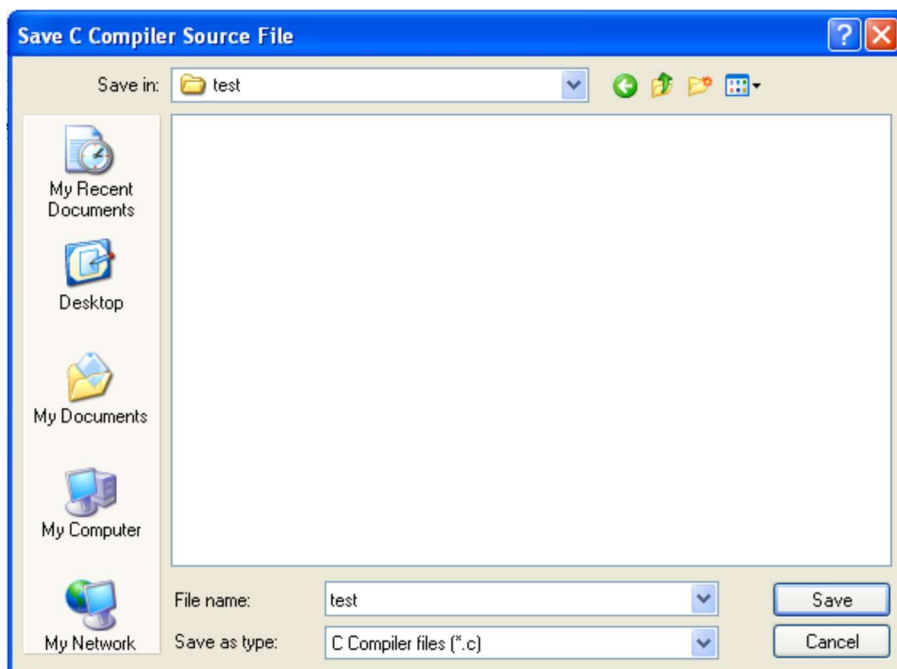 Save C Compiler Source File
Save in:
test
My Recent
Documents
Desktop
My Documents
My Computer
My Network
File name:
test
Save
Save as type:
C Compiler files (*.c)
Cancel